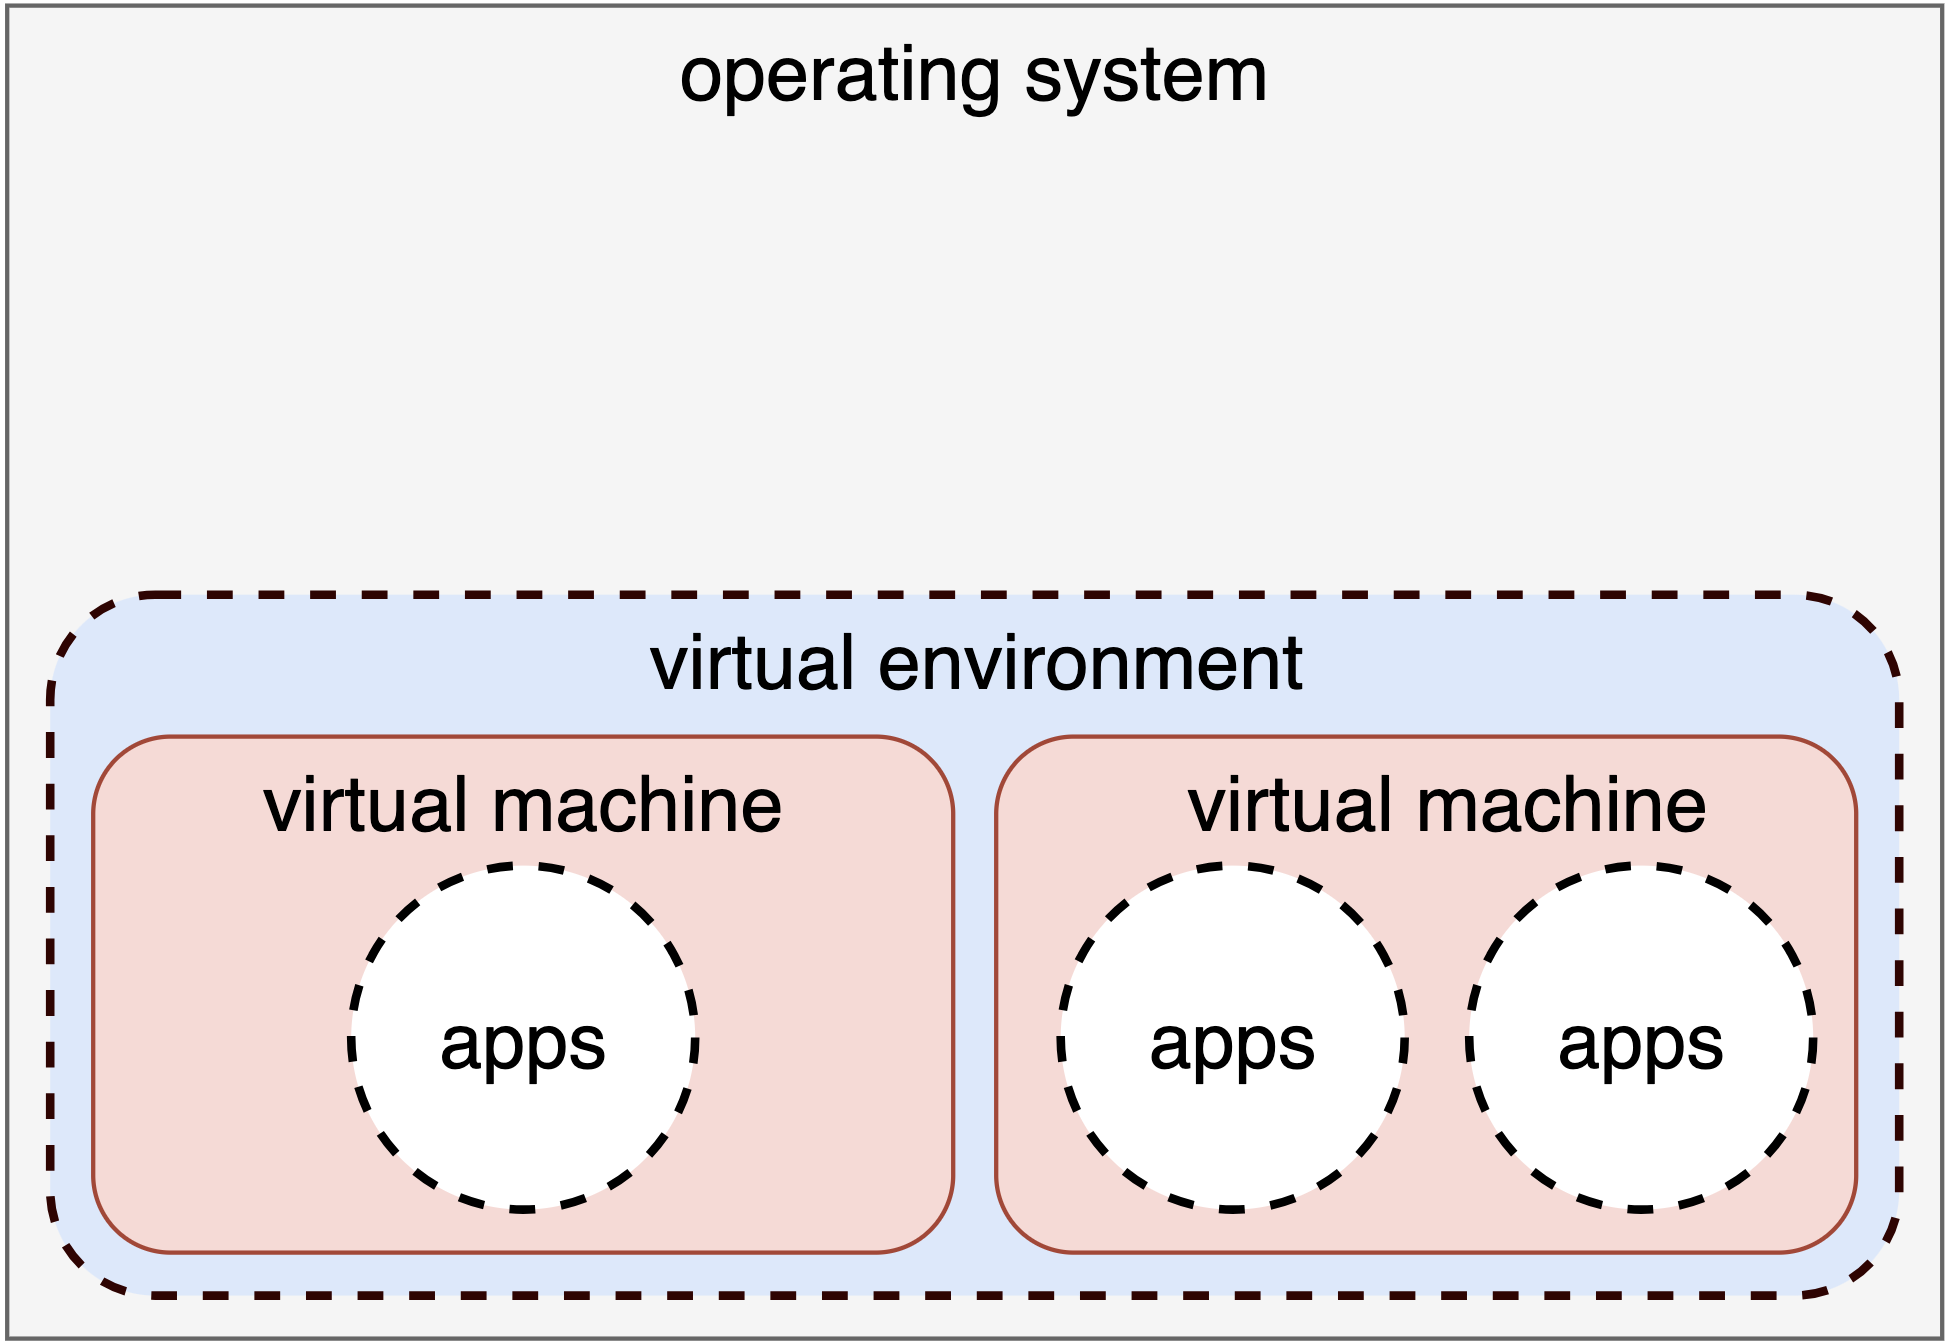 operating system
virtual environment
virtual machine
virtual machine
apps
apps
apps